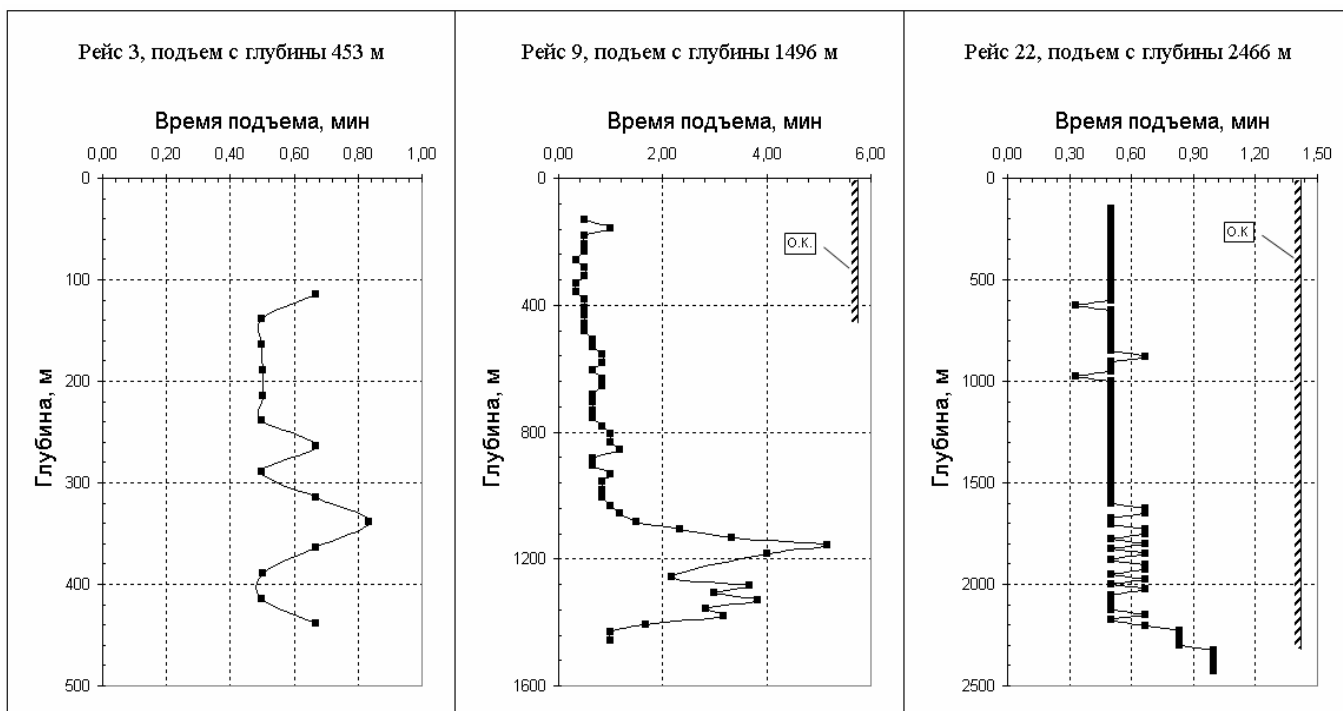 Рейс 3, подъем с глубины 453 м
Время подъема, мин
0,00 0,20 0,40 0,60 0,80 1,00
0
100
200
300
400
500
Глубина, м
Рейс 9, подъем с глубины 1496 м
Время подъема, мин
0,00 2,00 4,00 6,00
0
400
800
1200
1600
Глубина, м
О.К.
Рейс 22, подъем с глубины 2466 м
Время подъема, мин
0,00 0,30 0,60 0,90 1,20 1,50
0
500
1000
1500
2000
2500
Глубина, м
О.К